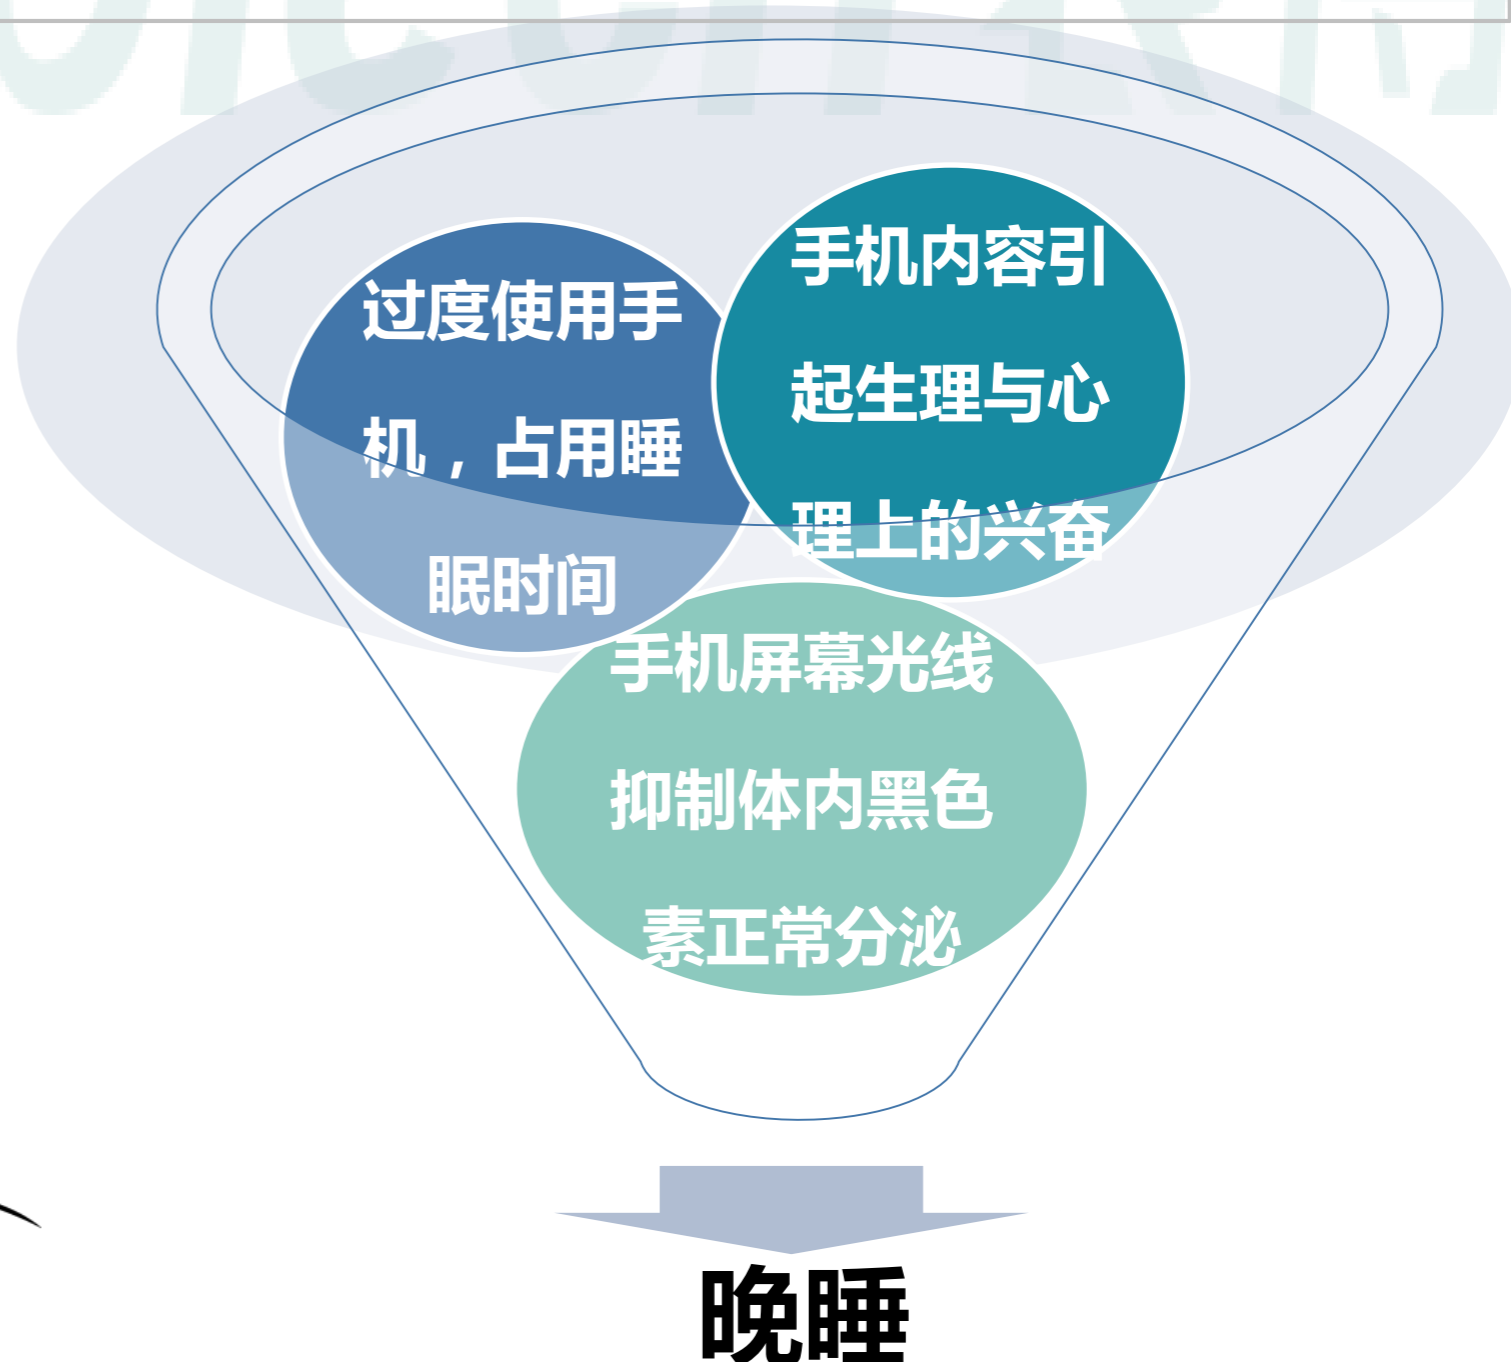 过度使用手
机，占用睡
眠时间
手机内容引
起生理与心
理上的兴奋
手机屏幕光线
抑制体内黑色
素正常分泌
晚睡